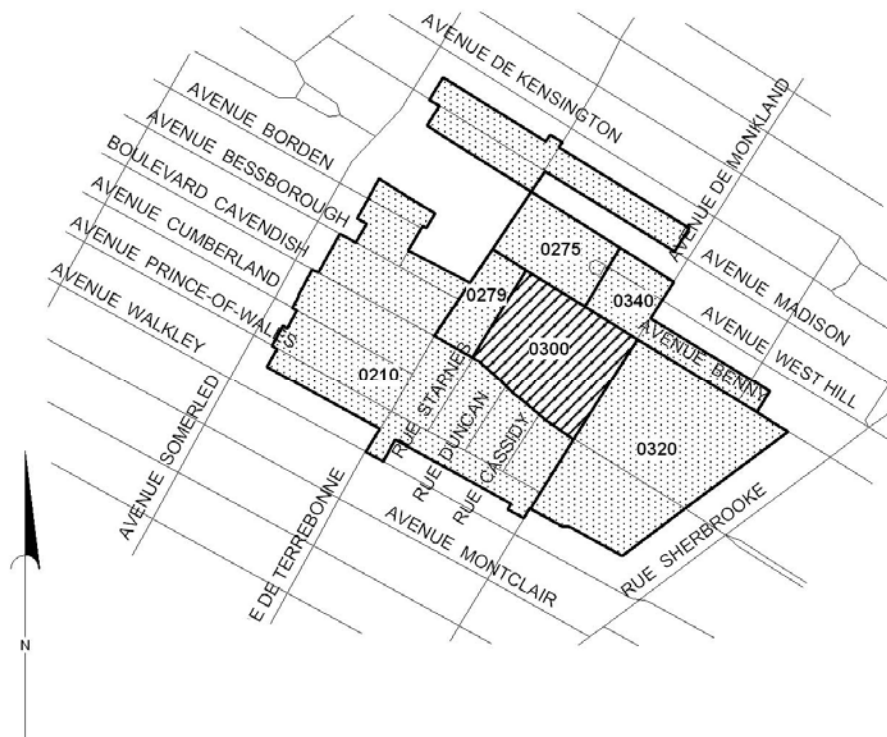 AVENUE DE KENSINGTON
AVENUE DE MONKLAND
AVENUE BORDEN
AVENUE BESSBOROUGH
BOULEVARD CAVENDISH
AVENUE CUMBERLAND
AVENUE PRINCE-OF-WALES
AVENUE WALKLEY
0275
0279
0340
AVENUE MADISON
AVENUE WEST HILL
AVENUE BENNY
0300
0210
RUE STARNES
RUE DUNCAN
RUE CASSIDY
0320
AVENUE SOMERLED
E DE TERREBONNE
AVENUE MONTCLAIR
RUE SHERBROOKE
N